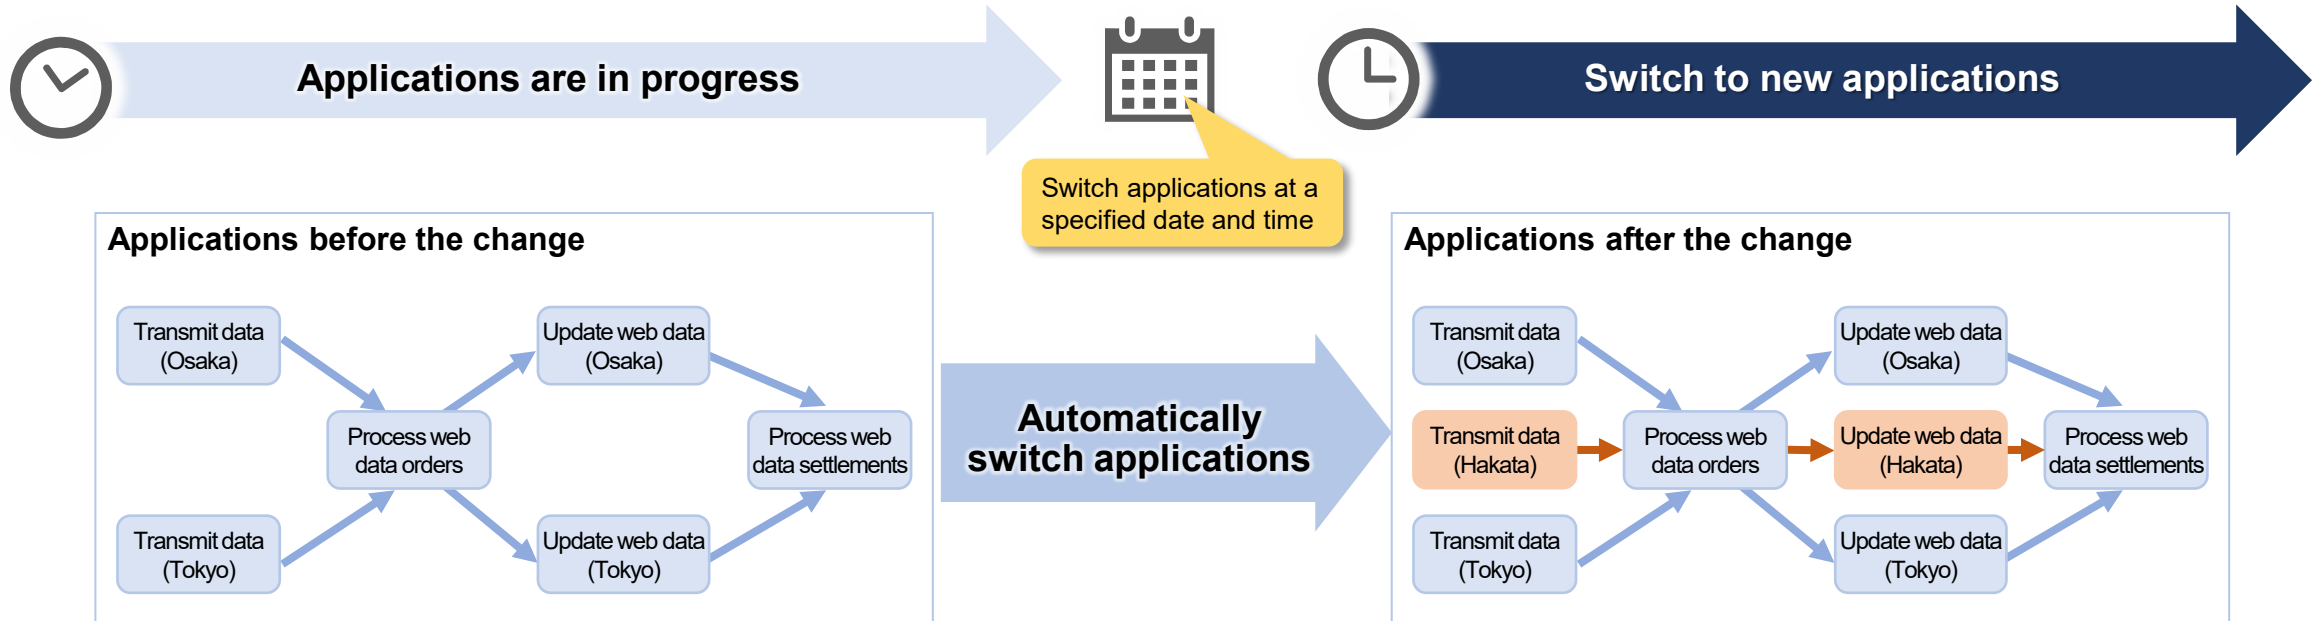 Applications are in progress
Switch to new applications
Switch applications at a
specified date and time
Applications before the change
Transmit data
(Osaka)
Update web data
(Osaka)
Process web
data orders
Process web
data settlements
Transmit data
(Tokyo)
Update web data
(Tokyo)
Automatically
switch applications
Applications after the change
Transmit data
(Osaka)
Update web data
(Osaka)
Transmit data
(Hakata)
Process web
data orders
Update web data
(Hakata)
Process web
data settlements
Transmit data
(Tokyo)
Update web data
(Tokyo)